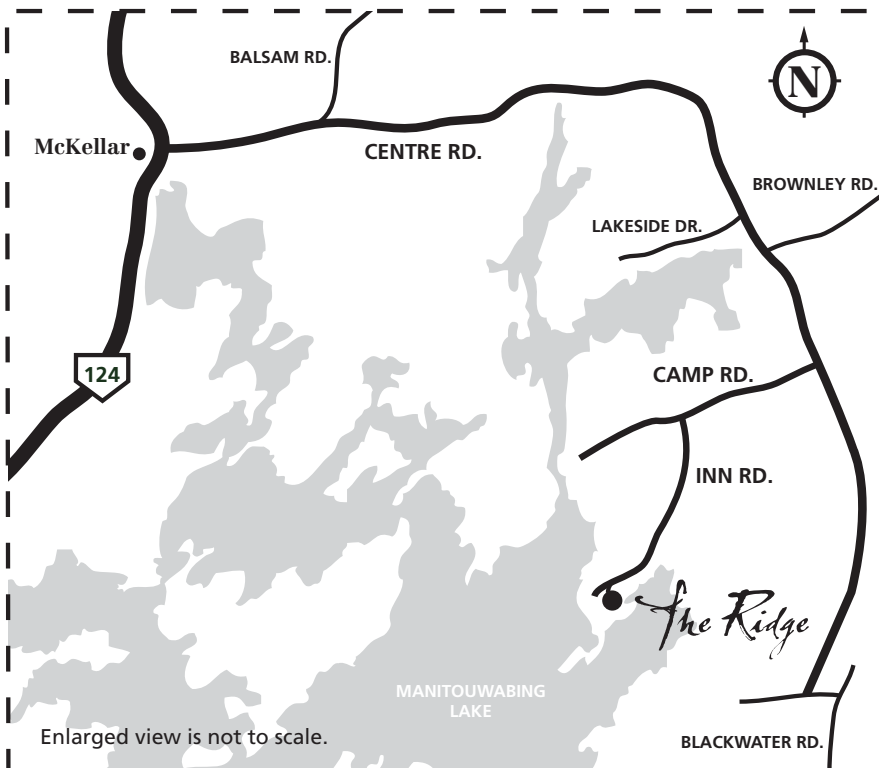 BALSAM RD.
N
McKellar
CENTRE RD.
BROWNLEY RD.
LAKESIDE DR.
124
CAMP RD.
INN RD.
The Ridge
MANITOUWABING
LAKE
Enlarged view is not to scale.
BLACKWATER RD.